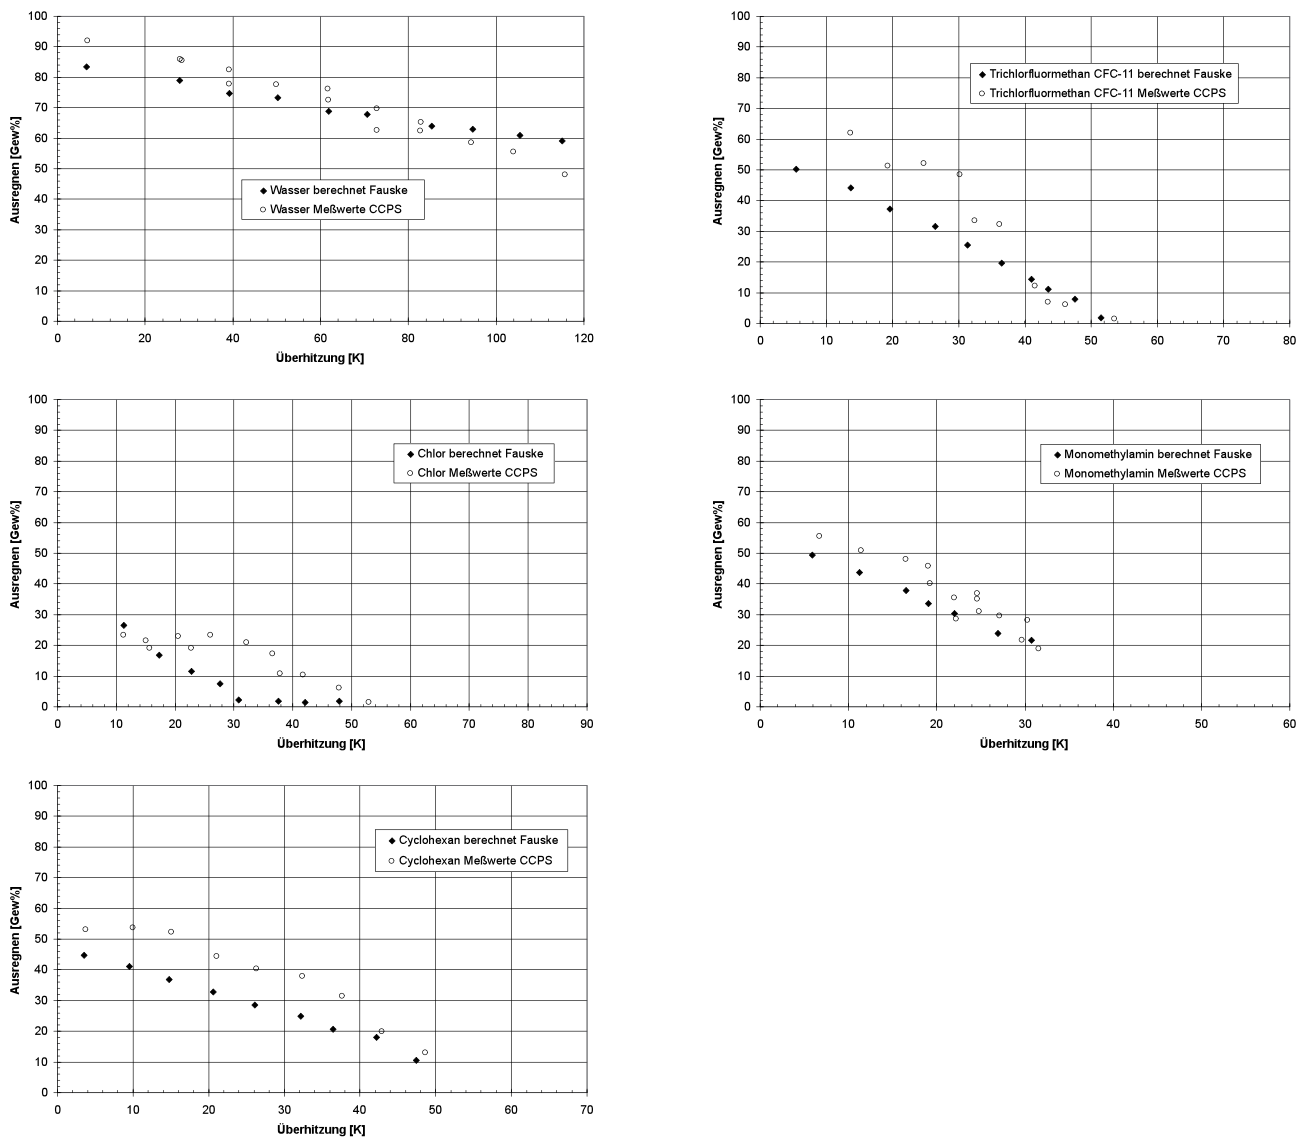 100
90
80
70
60
50
40
30
20
10
0
Ausregnen [Gew%]
Wasser berechnet Fauske
Wasser Meßwerte CCPS
0 20 40 60 80 100 120
Überhitzung [K]
100
90
80
70
60
50
40
30
20
10
0
Ausregnen [Gew%]
Trichlorfluormethan CFC-11 berechnet Fauske
Trichlorfluormethan CFC-11 Meßwerte CCPS
0 10 20 30 40 50 60 70 80
100
90
80
70
60
50
40
30
20
10
0
Ausregnen [Gew%]
Chlor berechnet Fauske
Chlor Meßwerte CCPS
0 10 20 30 40 50 60 70 80 90
Überhitzung [K]
100
90
80
70
60
50
40
30
20
10
0
Ausregnen [Gew%]
Monomethylamin berechnet Fauske
Monomethylamin Meßwerte CCPS
0 10 20 30 40 50 60
Überhitzung [K]
100
90
80
70
60
50
40
30
20
10
0
Ausregnen [Gew%]
Cyclohexan berechnet Fauske
Cyclohexan Meßwerte CCPS
0 10 20 30 40 50 60 70
Überhitzung [K]